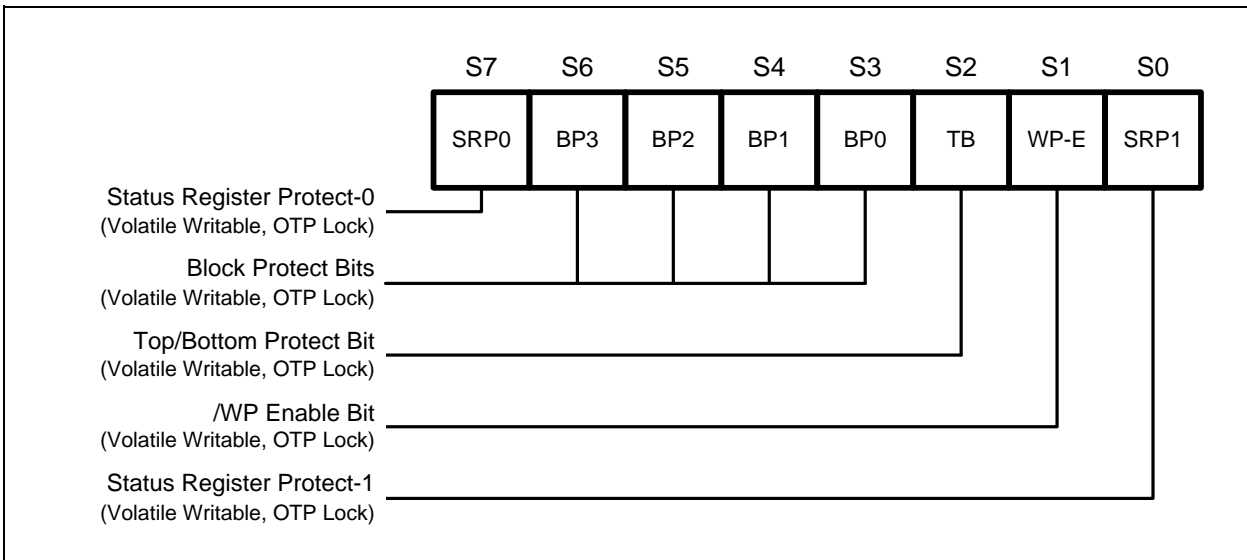 S7 S6 S5 S4 S3 S2 S1 S0
SRP0 BP3 BP2 BP1 BP0 TB WP-E SRP1
Status Register Protect-0
(Volatile Writable, OTP Lock)
Block Protect Bits
(Volatile Writable, OTP Lock)
Top/Bottom Protect Bit
(Volatile Writable, OTP Lock)
/WP Enable Bit
(Volatile Writable, OTP Lock)
Status Register Protect-1
(Volatile Writable, OTP Lock)